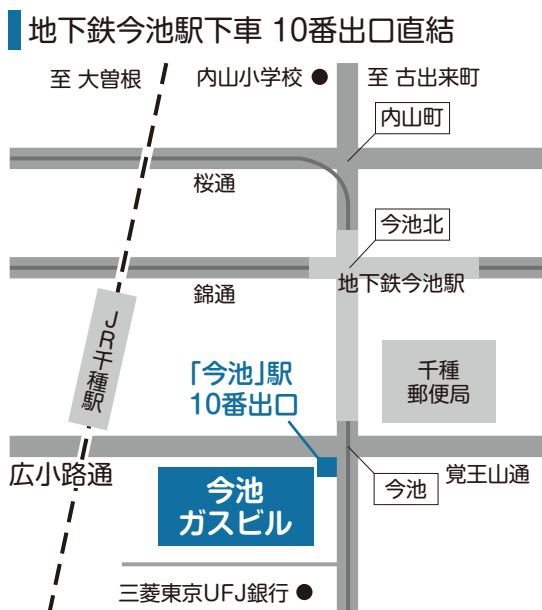 地下鉄今池駅下車 10番出口直結
至 大曽根
内山小学校
至 古出来町
内山町
桜通
今池北
地下鉄今池駅
錦通
JR千種駅
「今池」駅
10番出口
千種
郵便局
広小路通
今池
ガスビル
今池
覚王山通
三菱東京UFJ銀行